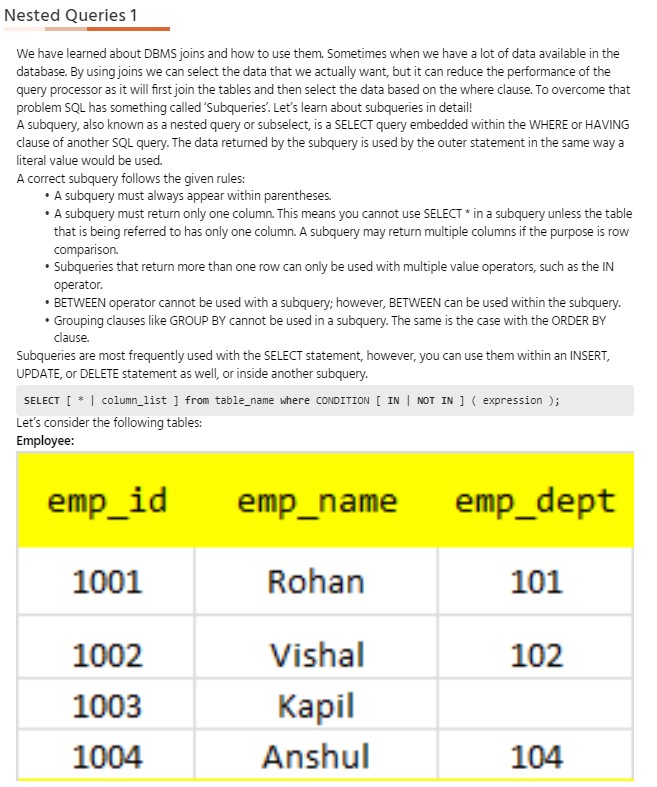 Nested Queries 1
We have learned about DBMS joins and how to use them. Sometimes when we have a lot of data available in the
database. By using joins we can select the data that we actually want, but it can reduce the performance of the
query processor as it will first join the tables and then select the data based on the where clause. To overcome that
problem SQL has something called ‘Subqueries’. Let’s learn about subqueries in detail!
A subquery, also known as a nested query or subselect, is a SELECT query embedded within the WHERE or HAVING
clause of another SQL query. The data returned by the subquery is used by the outer statement in the same way a
literal value would be used.
A correct subquery follows the given rules:
• A subquery must always appear within parentheses.
• A subquery must return only one column. This means you cannot use SELECT * in a subquery unless the table
that is being referred to has only one column. A subquery may return multiple columns if the purpose is row
comparison.
• Subqueries that return more than one row can only be used with multiple value operators, such as the IN
operator.
• BETWEEN operator cannot be used with a subquery; however, BETWEEN can be used within the subquery.
• Grouping clauses like GROUP BY cannot be used in a subquery. The same is the case with the ORDER BY
clause.
Subqueries are most frequently used with the SELECT statement, however, you can use them within an INSERT,
UPDATE, or DELETE statement as well, or inside another subquery.
SELECT [ * | column_list ] from table_name where CONDITION [ IN | NOT IN ] ( expression );
Let’s consider the following tables:
Employee:
emp_id emp_name emp_dept
1001 Rohan 101
1002 Vishal 102
1003 Kapil
1004 Anshul 104